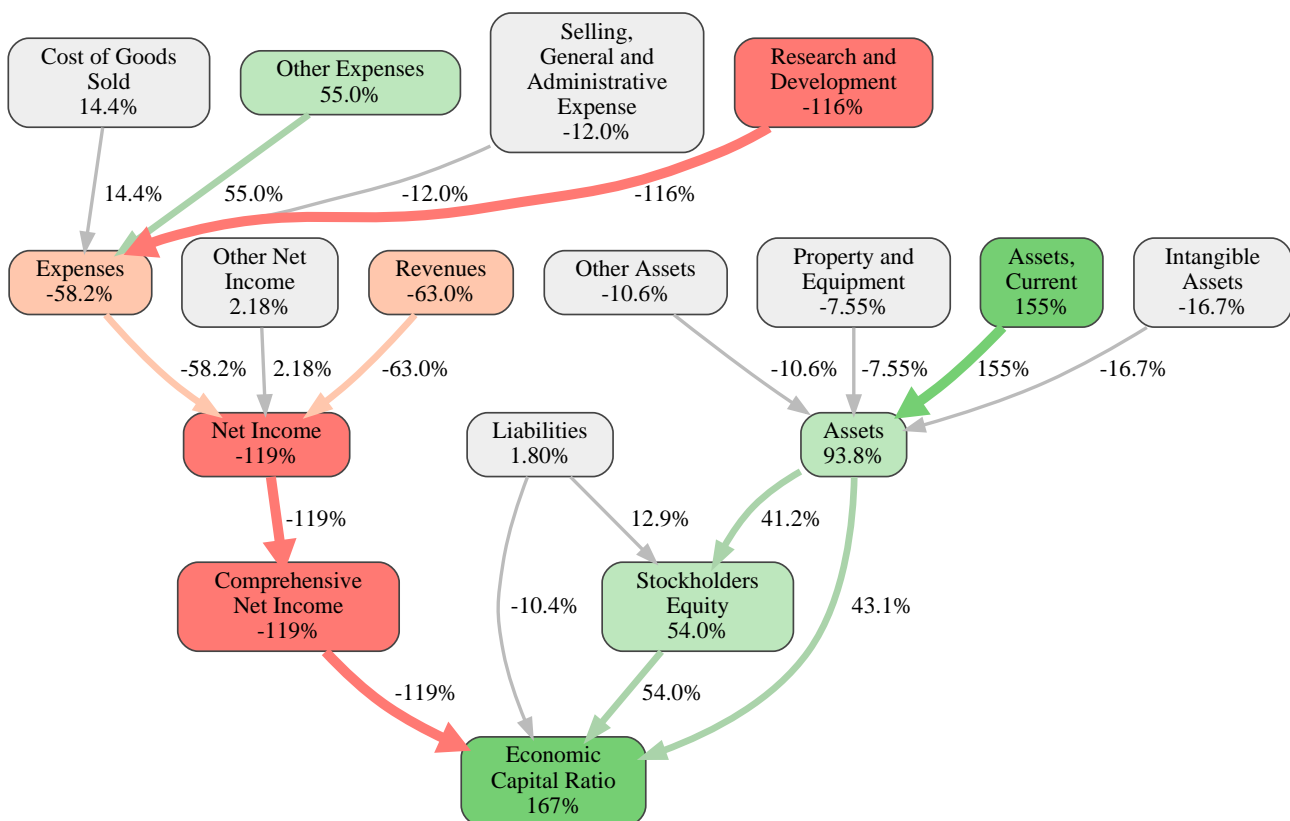 Cost of Goods
Sold
14.4%
Other Expenses
55.0%
Selling,
General and
Administrative
Expense
-12.0%
Research and
Development
-116%
14.4%
55.0%
-12.0%
-116%
Expenses
-58.2%
Other Net
Income
2.18%
Revenues
-63.0%
Other Assets
-10.6%
Property and
Equipment
-7.55%
Assets,
Current
155%
Intangible
Assets
-16.7%
-58.2%
2.18%
-63.0%
-10.6%
-7.55%
155%
-16.7%
Net Income
-119%
Liabilities
1.80%
Assets
93.8%
-119%
12.9%
41.2%
Comprehensive
Net Income
-119%
-10.4%
Stockholders
Equity
54.0%
43.1%
-119%
54.0%
Economic
Capital Ratio
167%